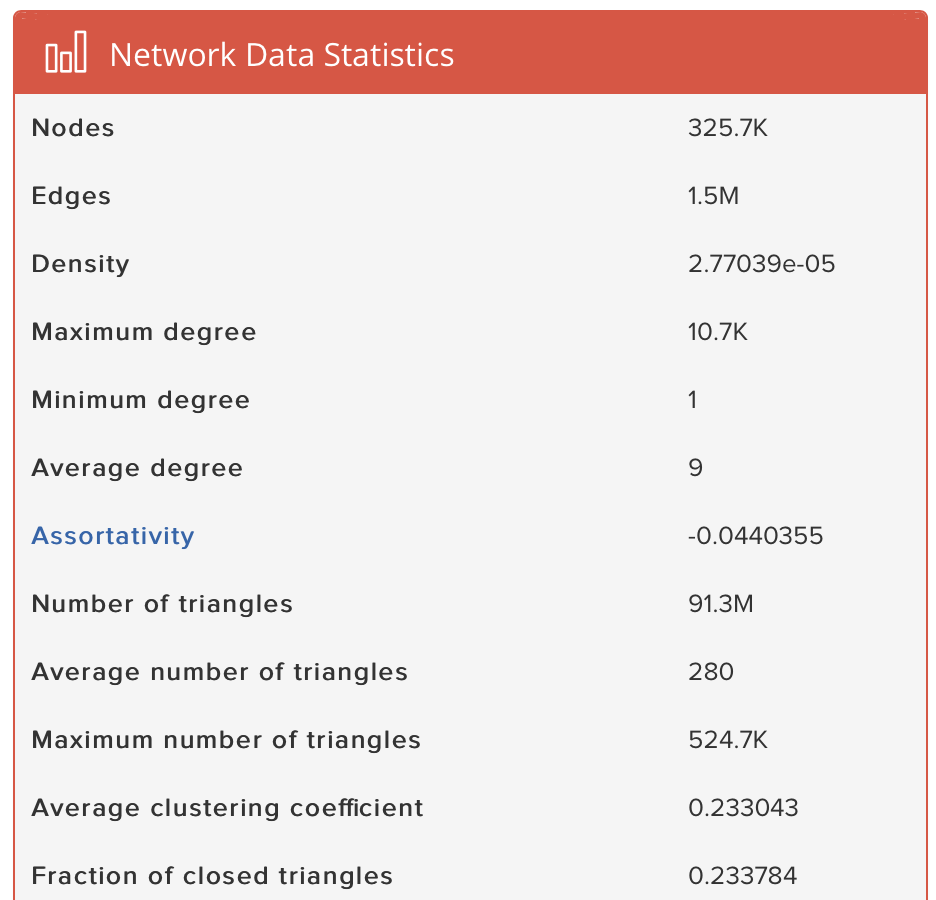 Network Data Statistics
Nodes 325.7K
Edges 1.5M
Density 2.77039e-05
Maximum degree 10.7K
Minimum degree 1
Average degree 9
Assortativity -0.0440355
Number of triangles 91.3M
Average number of triangles 280
Maximum number of triangles 524.7K
Average clustering coefficient 0.233043
Fraction of closed triangles 0.233784